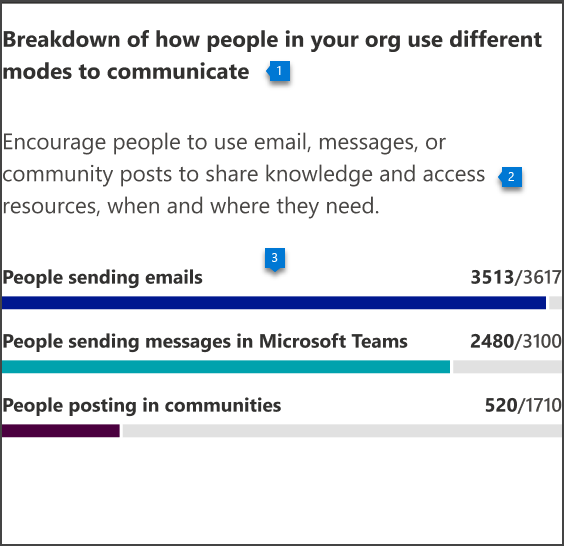 Breakdown of how people in your org use different
modes to communicate 1
Encourage people to use email, messages, or
community posts to share knowledge and access 2
resources, when and where they need.
3
People sending emails 3513/3617
People sending messages in Microsoft Teams 2480/3100
People posting in communities 520/1710